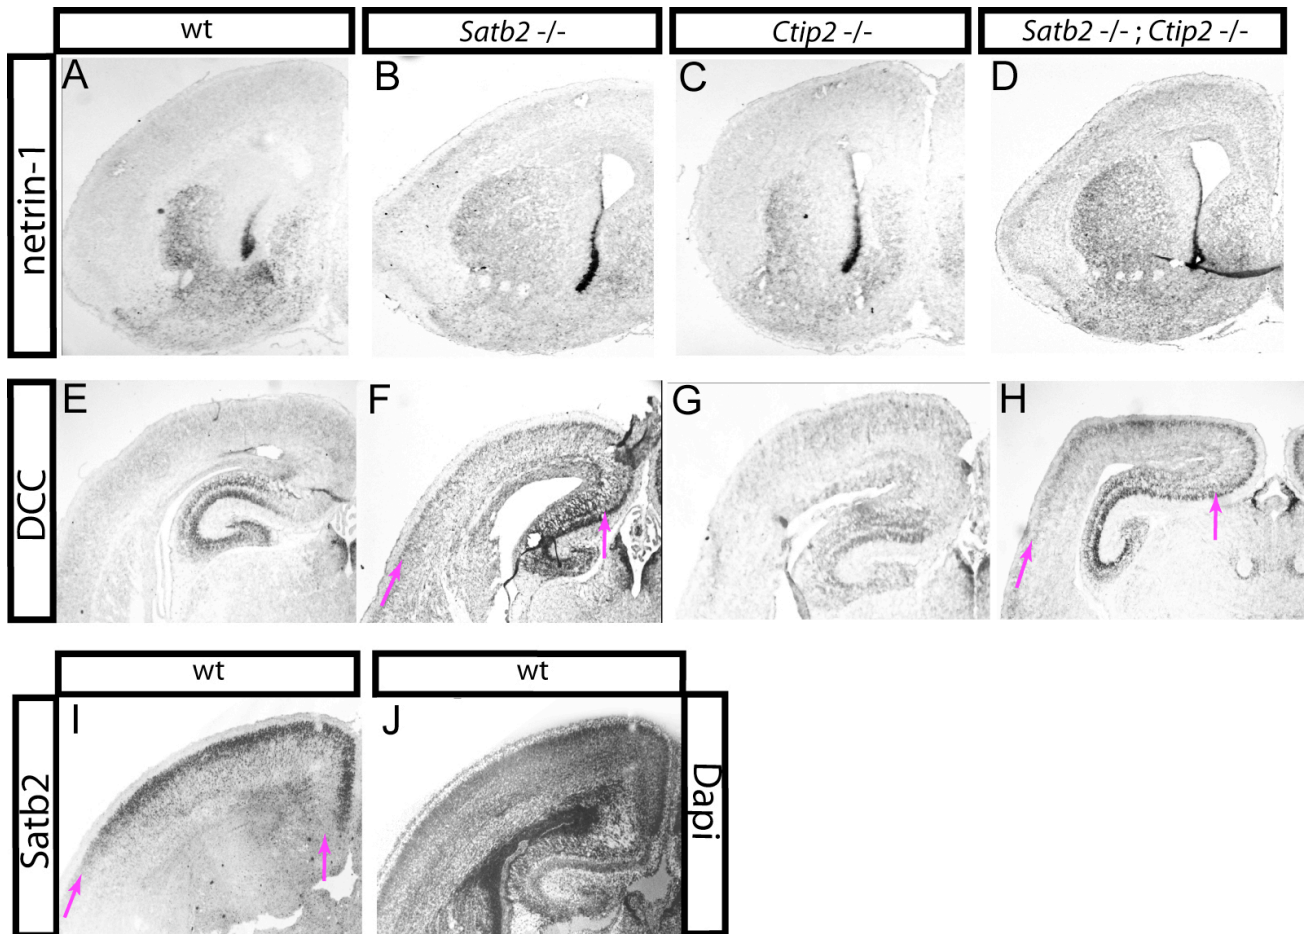 wt
Satb2 -/-
Ctip2 -/-
Satb2 -/- ; Ctip2 -/-
netrin-1
A
B
C
D
DCC
E
F
G
H
wt
wt
Satb2
I
J
Dapi